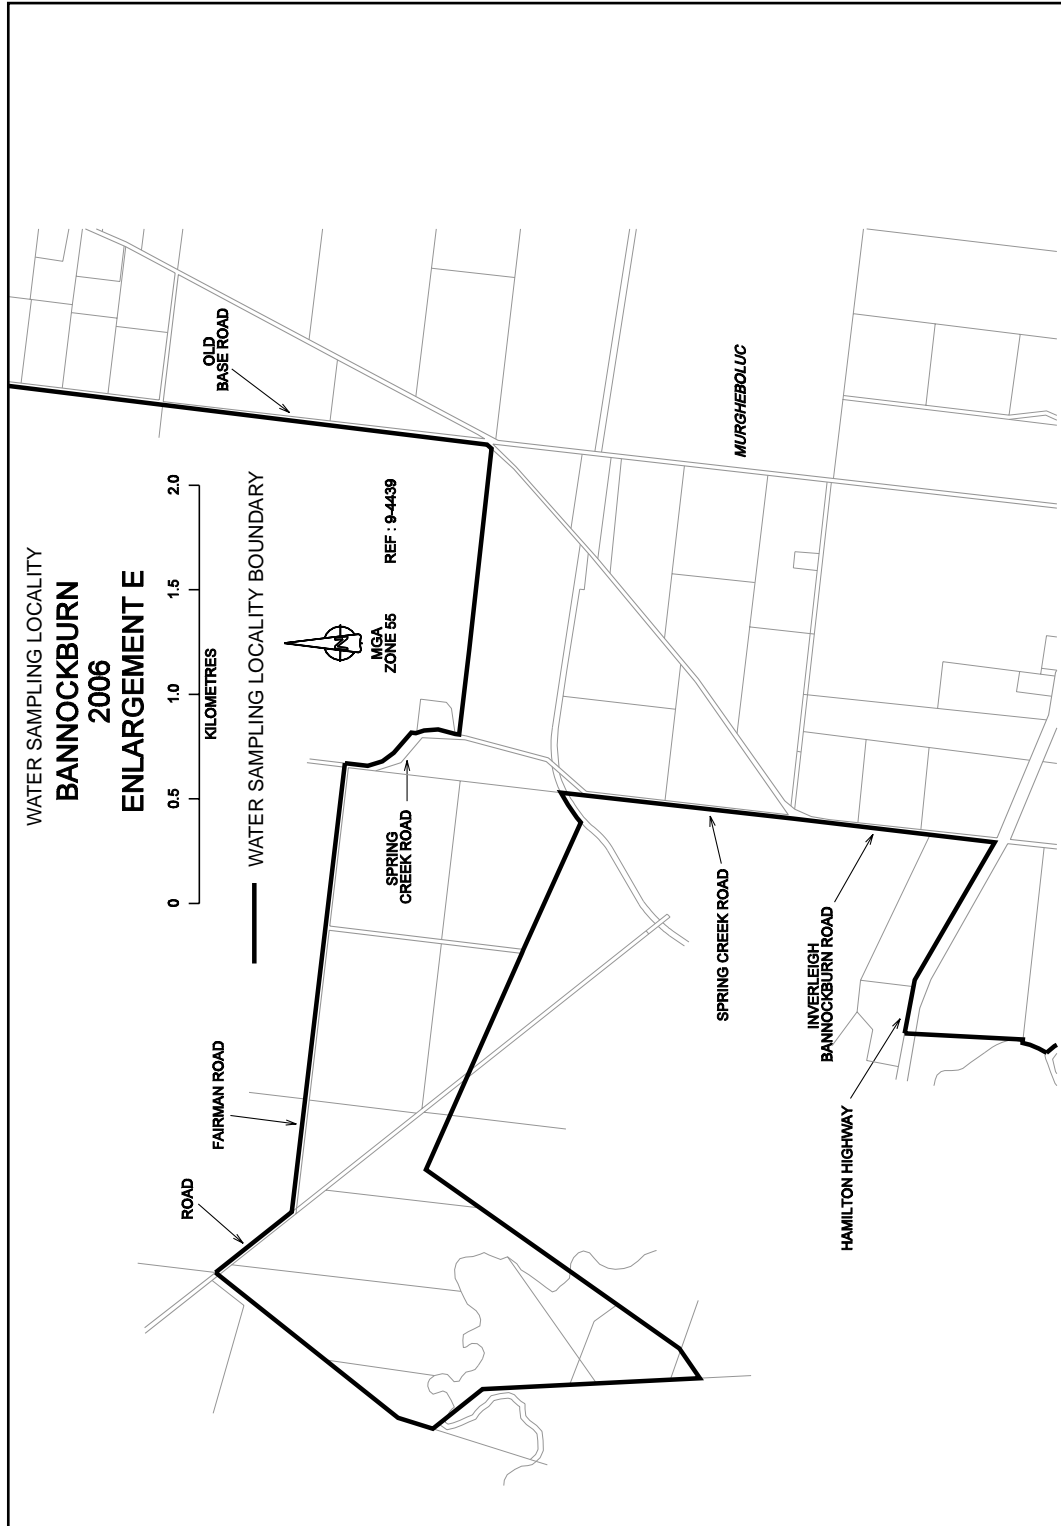 WATER SAMPLING LOCALITY
BANNOCKBURN
2006
ENLARGEMENT E
0
0.5
1.0
1.5
2.0
KILOMETRES
WATER SAMPLING LOCALITY BOUNDARY
N
MGA
ZONE 55
REF : 9-4439
OLD
BASE ROAD
ROAD
FAIRMAN ROAD
SPRING
CREEK ROAD
MURGHEBOLUC
SPRING CREEK ROAD
INVERLEIGH
BANNOCKBURN ROAD
HAMILTON HIGHWAY